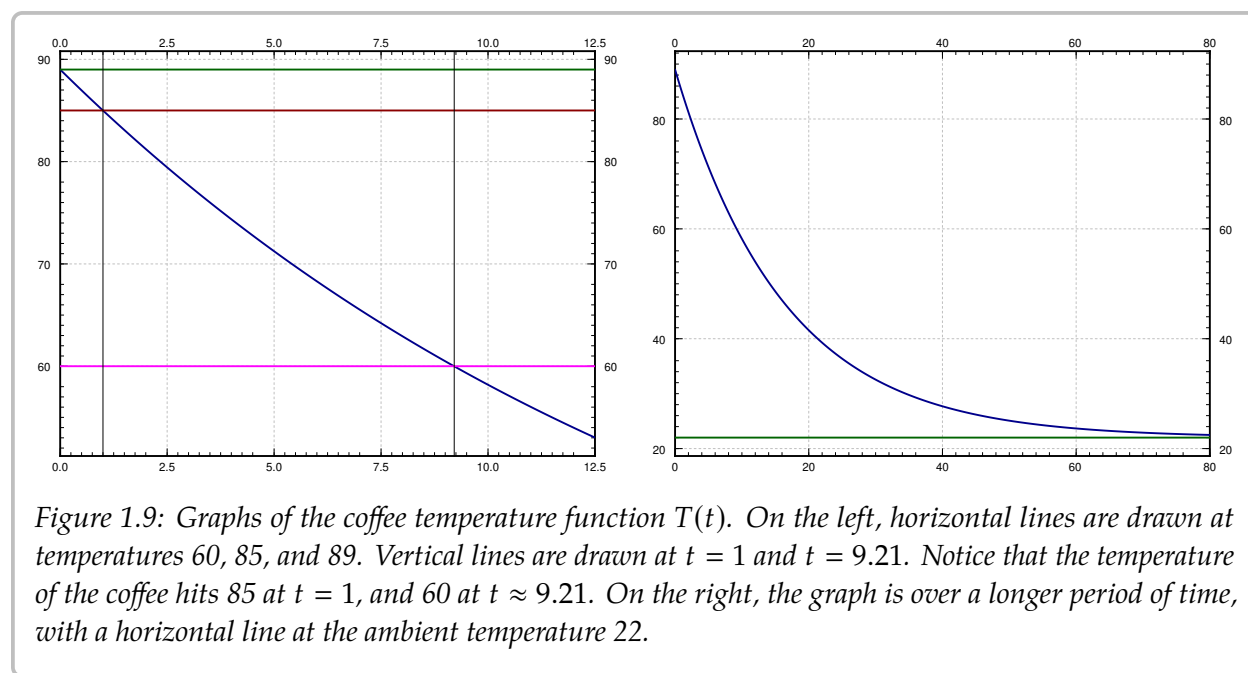 0.0 2.5 5.0 7.5 10.0 12.5
90 90
80 80
70 70
60 60
0.0 2.5 5.0 7.5 10.0 12.5
0 20 40 60 80
80 80
60 60
40 40
20 20
0 20 40 60 80
Figure 1.9: Graphs of the coffee temperature function T(t). On the left, horizontal lines are drawn at
temperatures 60, 85, and 89. Vertical lines are drawn at t = 1 and t = 9.21. Notice that the temperature
of the coffee hits 85 at t = 1, and 60 at t ≈ 9.21. On the right, the graph is over a longer period of time,
with a horizontal line at the ambient temperature 22.